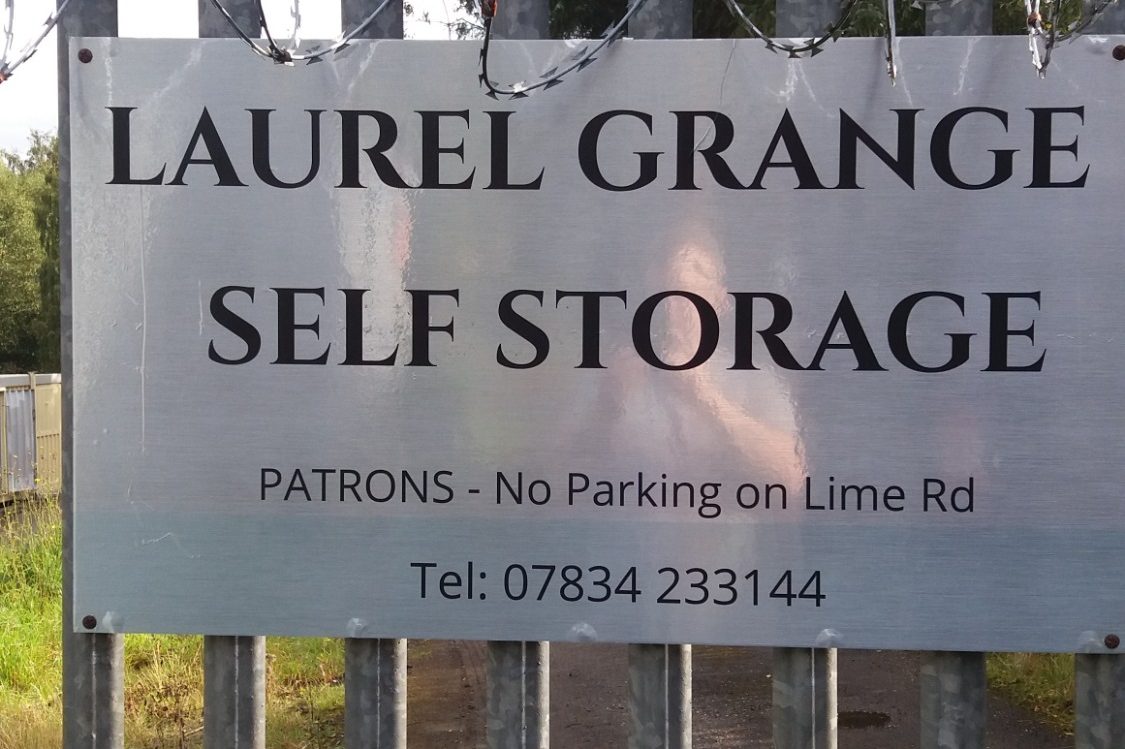 LAUREL GRANGE
SELF STORAGE
PATRONS - No Parking on Lime Rd
Tel: 07834 233144